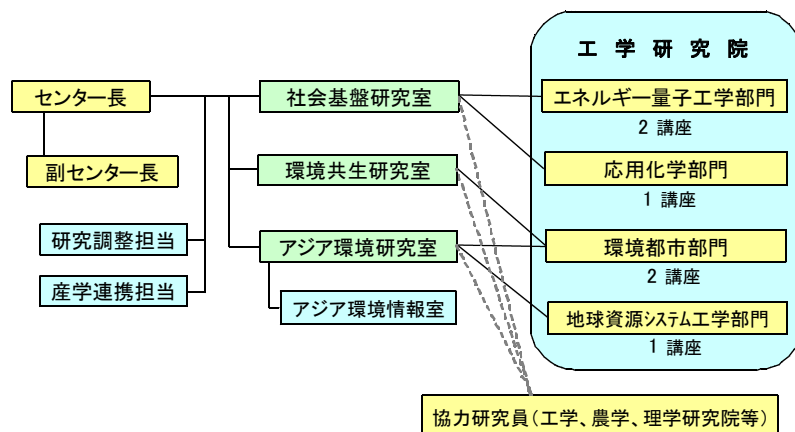 工 学 研 究 院
センター長
社会基盤研究室
エネルギー量子工学部門
2 講座
副センター長
環境共生研究室
応用化学部門
1 講座
研究調整担当
アジア環境研究室
環境都市部門
2 講座
産学連携担当
アジア環境情報室
地球資源ｼｽﾃﾑ工学部門
1 講座
協力研究員(工学、農学、理学研究院等)